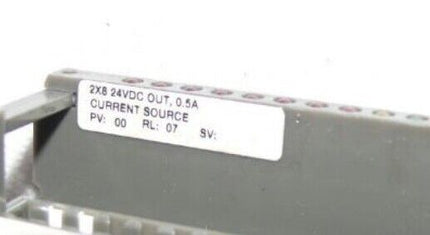 2X8 24VDC OUT, 0.5A
CURRENT SOURCE
PV: 00 RL: 07 SV: